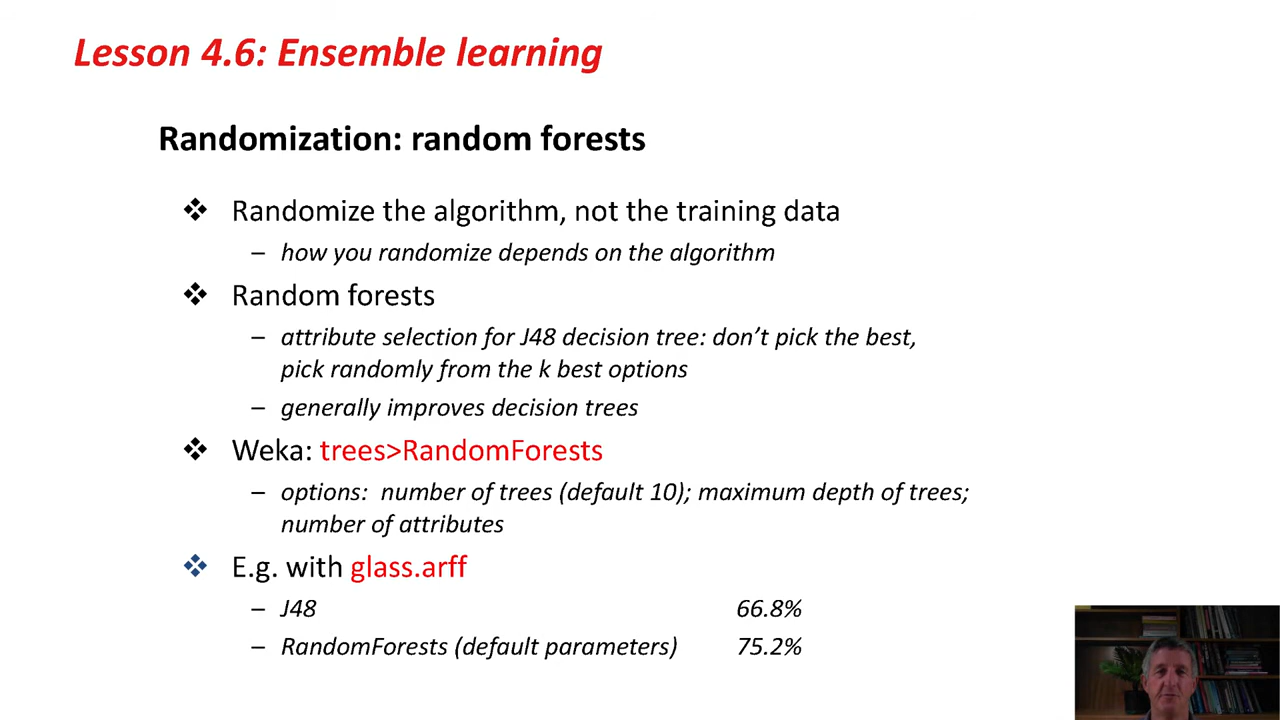 Lesson 4.6: Ensemble learning
Randomization: random forests
❖ Randomize the algorithm, not the training data
– how you randomize depends on the algorithm
❖ Random forests
– attribute selection for J48 decision tree: don’t pick the best,
pick randomly from the k best options
– generally improves decision trees
❖ Weka: trees>RandomForests
– options: number of trees (default 10); maximum depth of trees;
number of attributes
❖ E.g. with glass.arff
– J48 66.8%
– RandomForests (default parameters) 75.2%